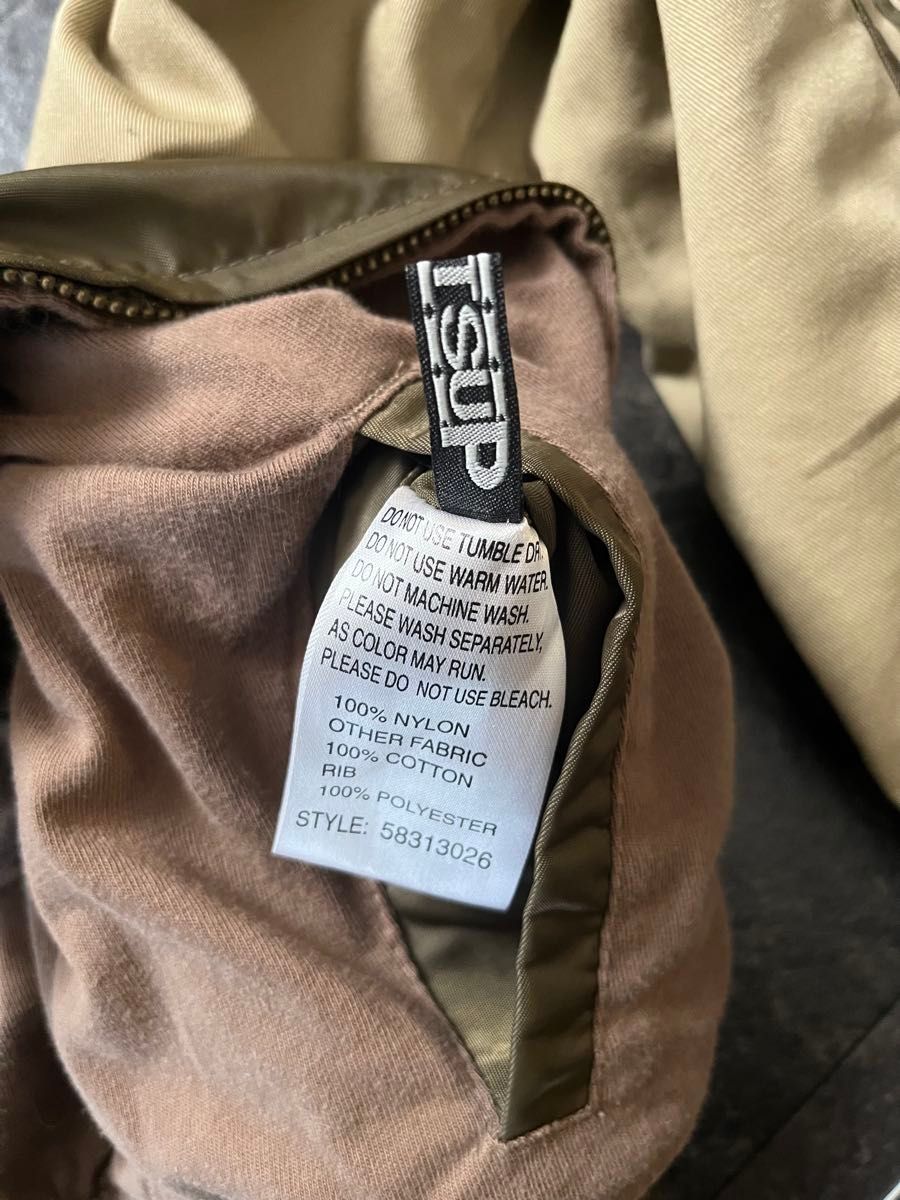 TSUP
DO NOT USE TUMBLE DR.
DO NOT USE WARM WATER.
DO NOT MACHINE WASH.
PLEASE WASH SEPARATELY,
AS COLOR MAY RUN.
PLEASE DO NOT USE BLEACH.
100% NYLON
OTHER FABRIC
100% COTTON
RIB
100% POLYESTER
STYLE: 58313026